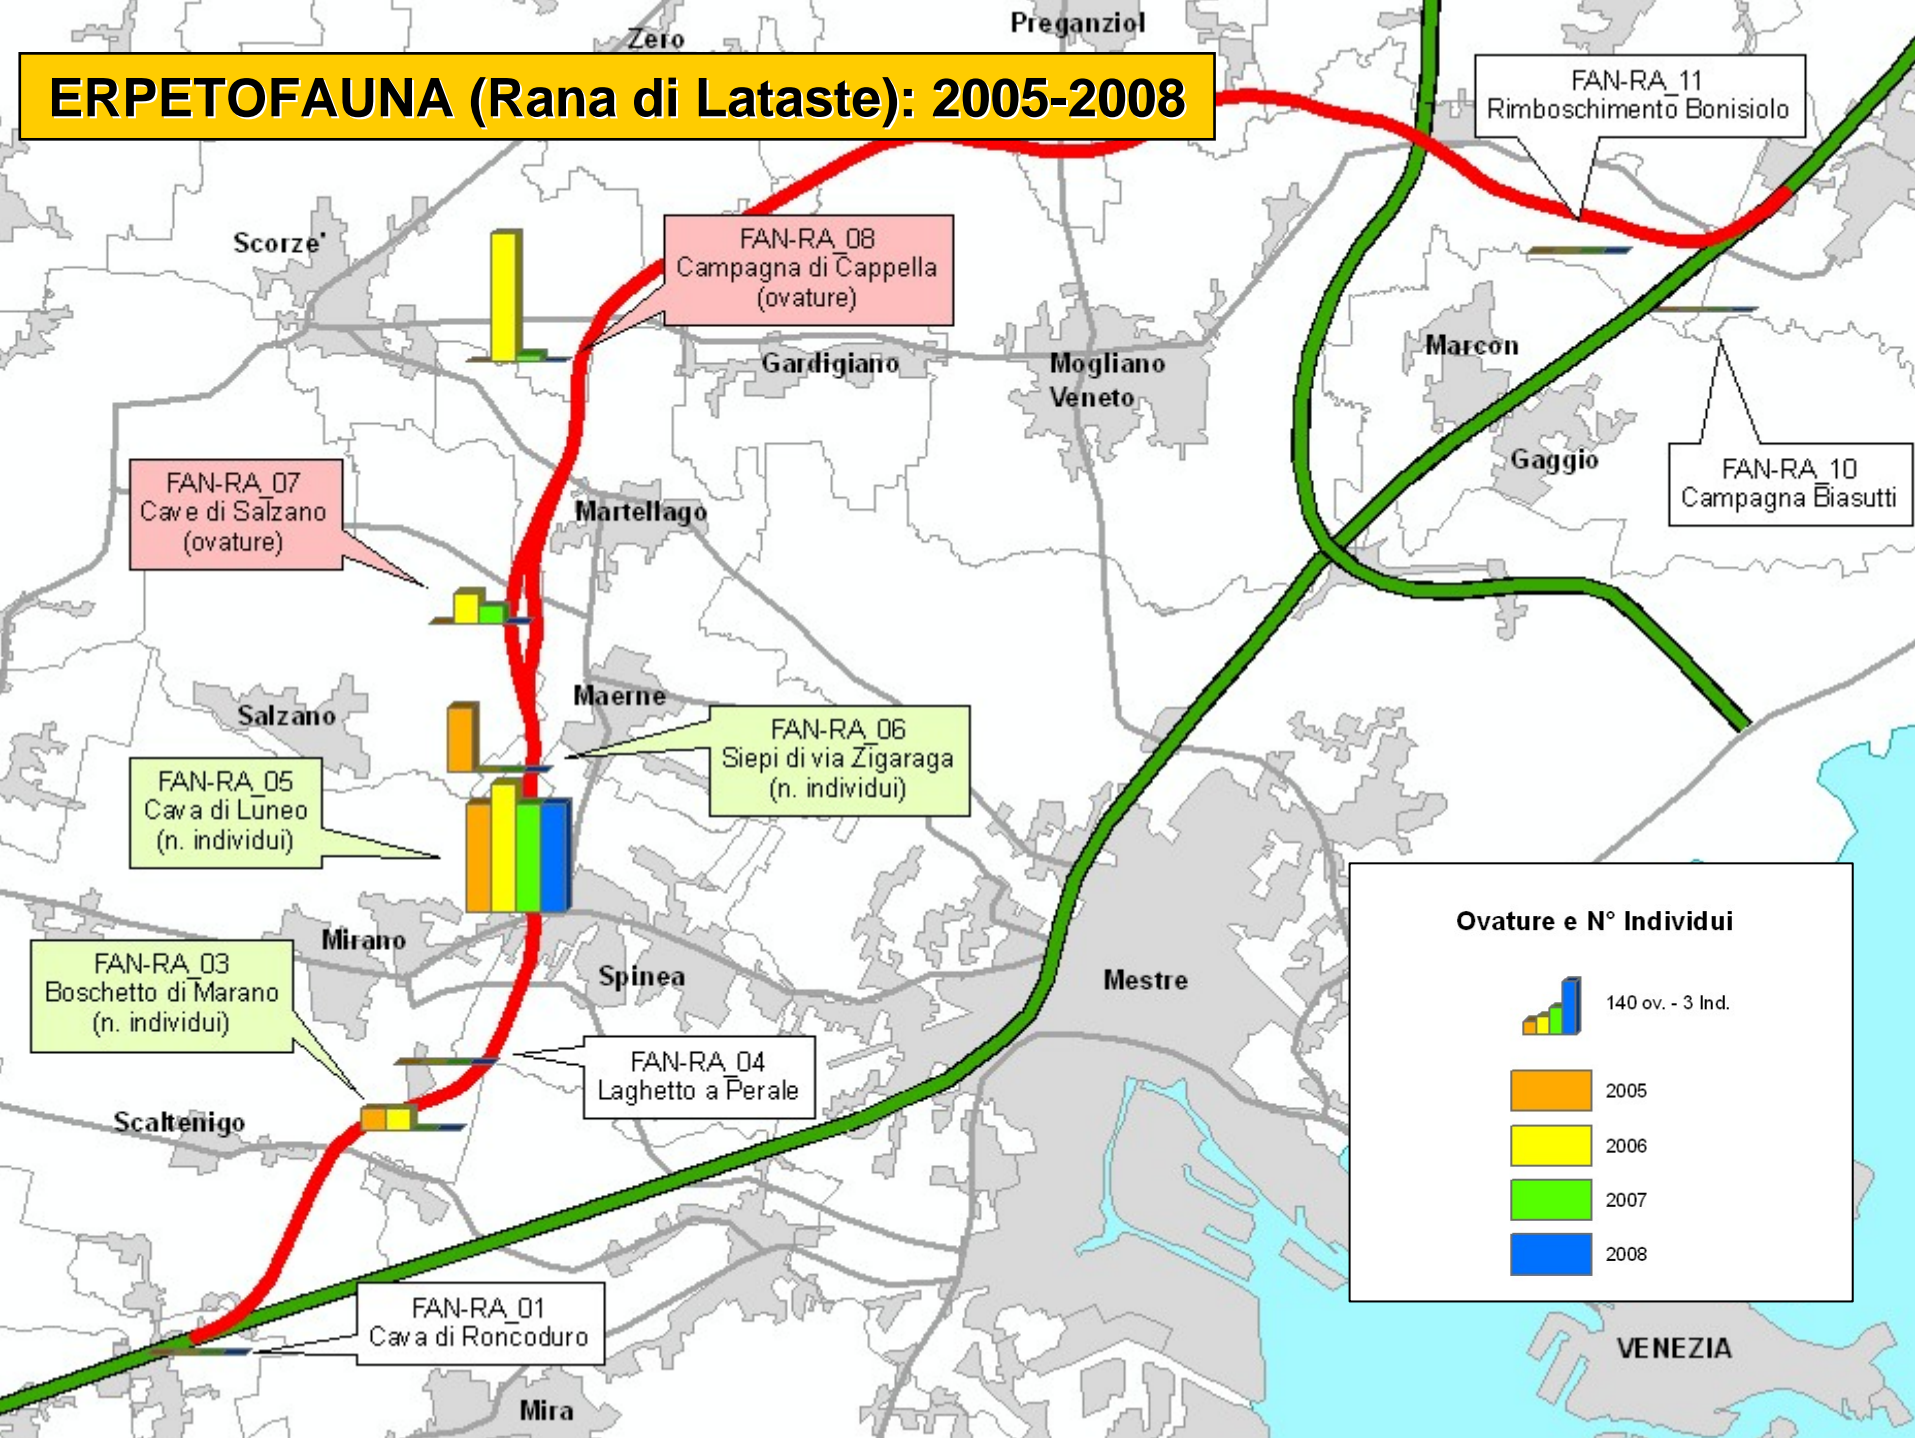 Preganziol
Zero
ERPETOFAUNA (Rana di Lataste): 2005-2008
FAN-RA_11
Rimboschimento Bonisiolo
Scorze'
FAN-RA_08
Campagna di Cappella
(ovature)
Gardigiano
Mogliano
Veneto
Marcon
Gaggio
FAN-RA_10
Campagna Biasutti
FAN-RA_07
Cave di Salzano
(ovature)
Martellago
Salzano
Maerne
FAN-RA_06
Siepi di via Zigaraga
(n. individui)
FAN-RA_05
Cava di Luneo
(n. individui)
Mirano
Spinea
Mestre
FAN-RA_03
Boschetto di Marano
(n. individui)
FAN-RA_04
Laghetto a Perale
Scaltenigo
Ovature e N° Individui
140 ov. - 3 Ind.
2005
2006
2007
2008
FAN-RA_01
Cava di Roncoduro
Mira
VENEZIA